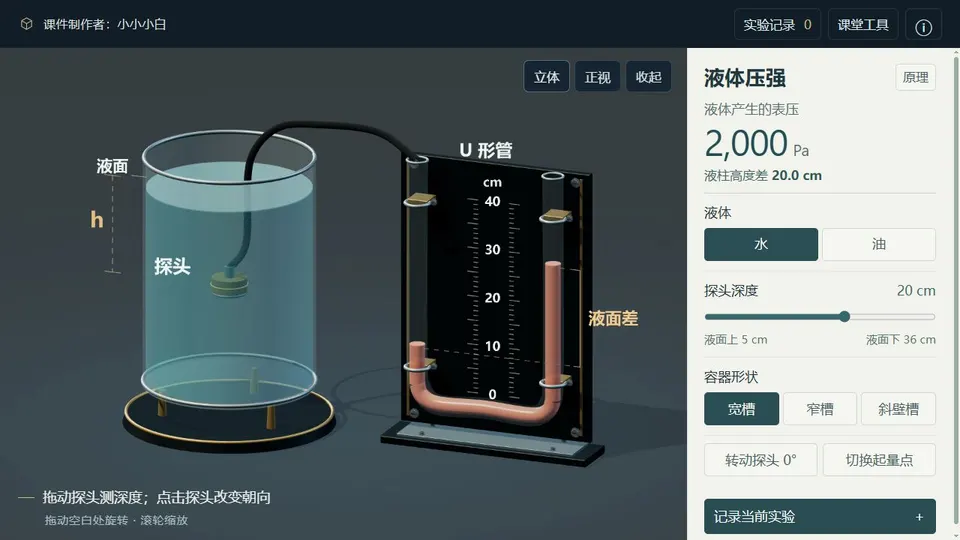 课件制作者：小小小白
实验记录 0
课堂工具
立体
正视
收起
液面
h
探头
U 形管
cm
40
30
20
10
0
液面差
拖动探头测深度；点击探头改变朝向
拖动空白处旋转 · 滚轮缩放
液体压强
原理
液体产生的表压
2,000 Pa
液柱高度差 20.0 cm
液体
水
油
探头深度
20 cm
液面上 5 cm
液面下 36 cm
容器形状
宽槽
窄槽
斜壁槽
转动探头 0°
切换起量点
记录当前实验 +